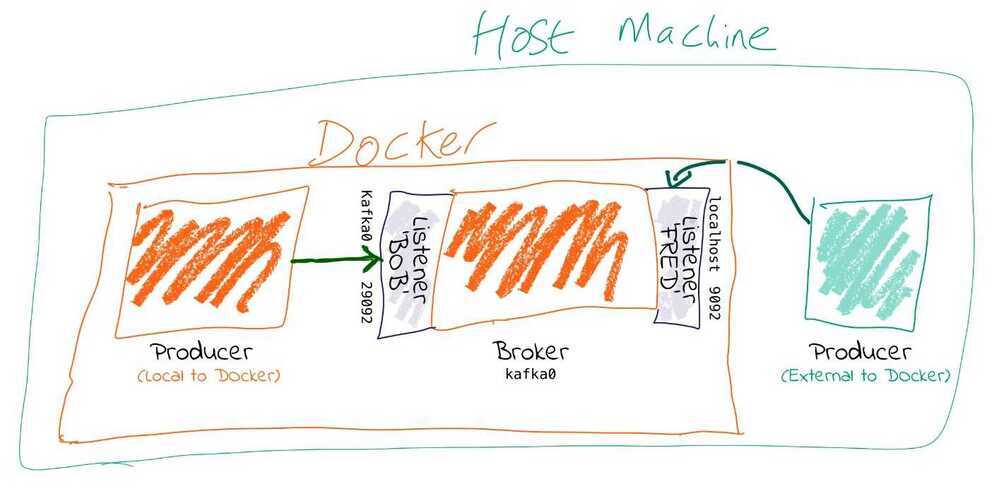 Host Machine
Docker
Kafka0 29092
Listener
'BOB'
Listener
'FRED'
localhost 9092
Producer
(Local to Docker)
Broker
kafka0
Producer
(External to Docker)